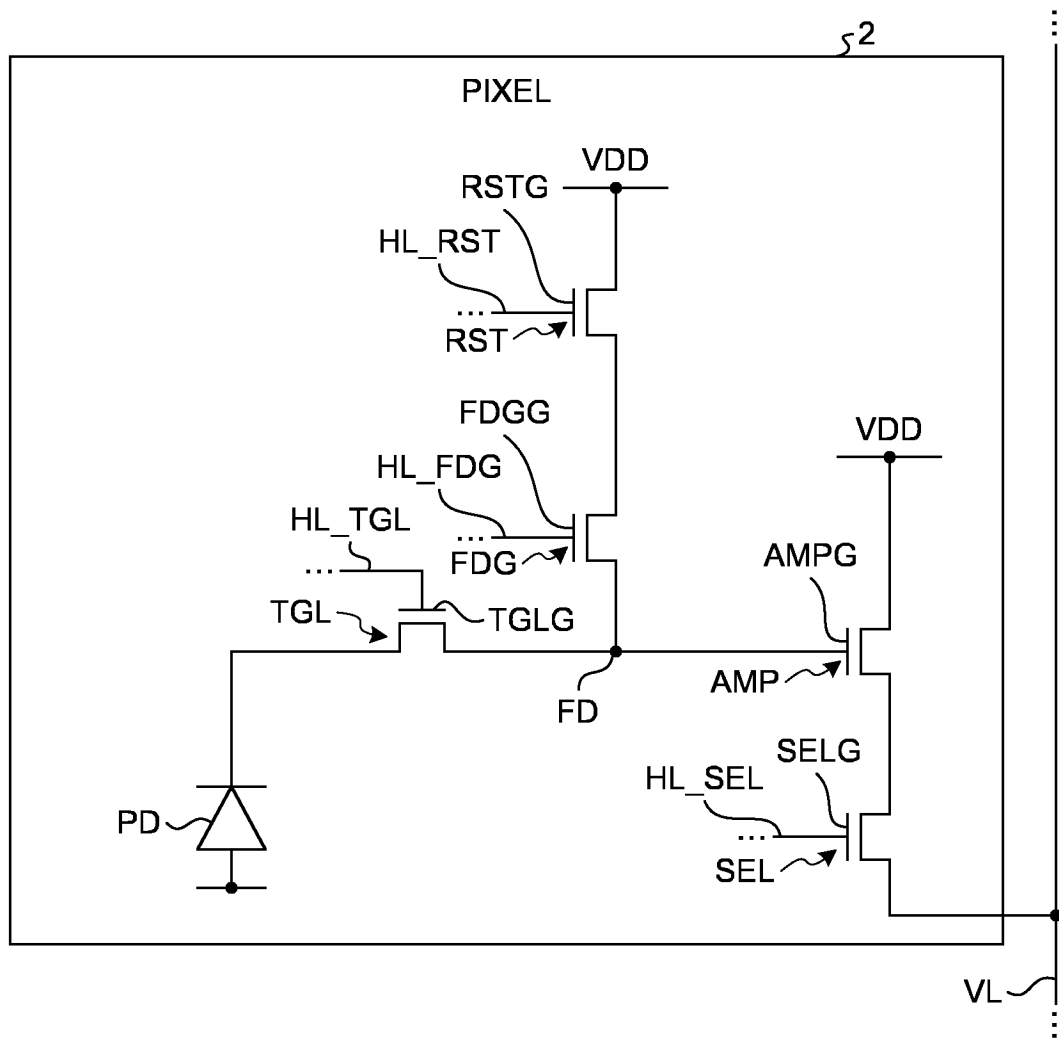 2
PIXEL
VDD
RSTG
HL_RST
RST
FDGG
VDD
HL_FDG
HL_TGL
FDG
AMPG
TGL
TGLG
AMP
FD
SELG
HL_SEL
PD
SEL
VL